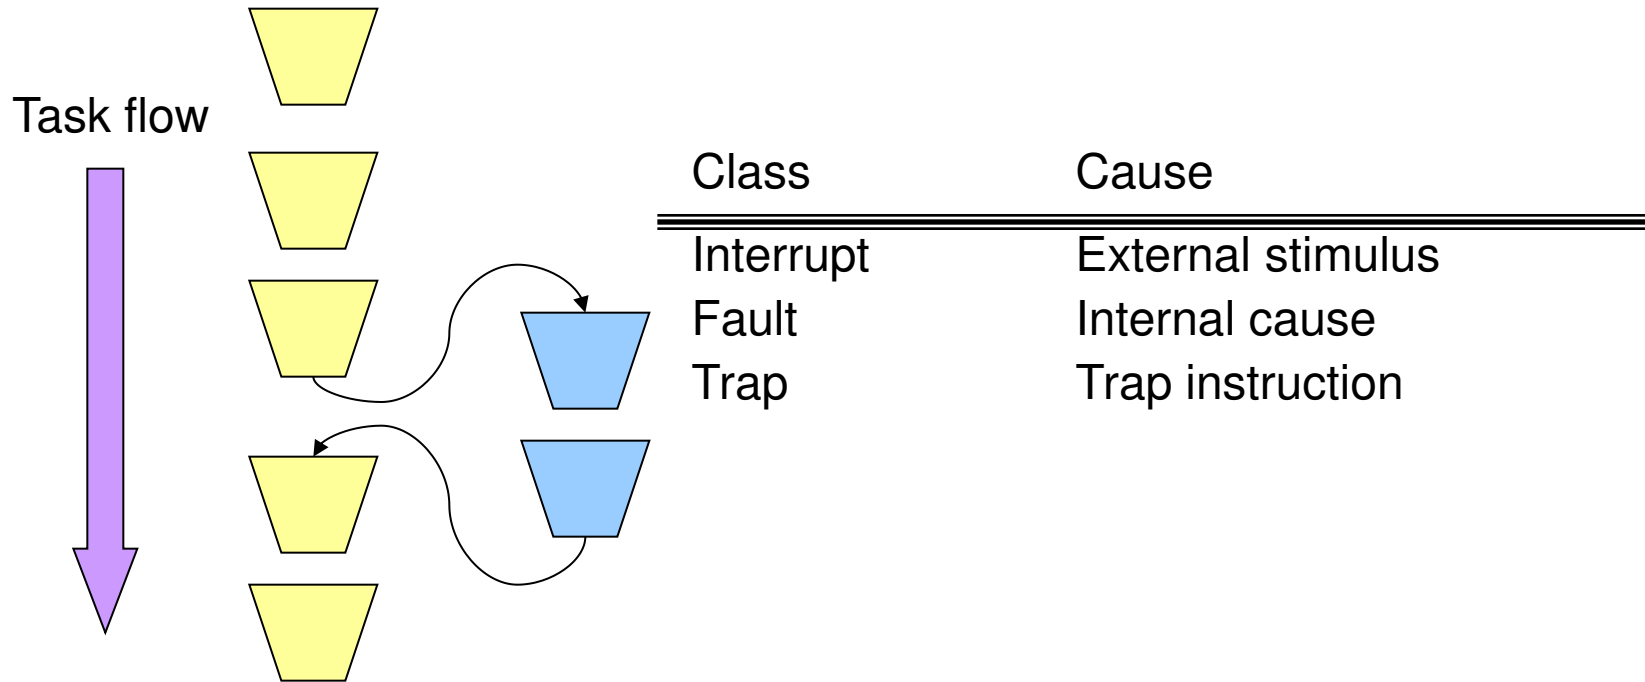 Task flow
Class Cause
Interrupt External stimulus
Fault Internal cause
Trap Trap instruction